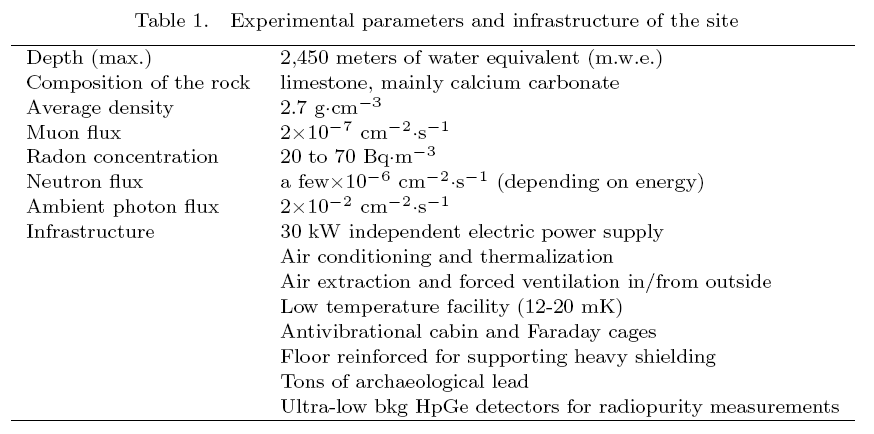 Table 1. Experimental parameters and infrastructure of the site
Depth (max.) 2,450 meters of water equivalent (m.w.e.)
Composition of the rock limestone, mainly calcium carbonate
Average density 2.7 g·cm⁻³
Muon flux 2×10⁻⁷ cm⁻²·s⁻¹
Radon concentration 20 to 70 Bq·m⁻³
Neutron flux a few×10⁻⁶ cm⁻²·s⁻¹ (depending on energy)
Ambient photon flux 2×10⁻² cm⁻²·s⁻¹
Infrastructure 30 kW independent electric power supply
Air conditioning and thermalization
Air extraction and forced ventilation in/from outside
Low temperature facility (12-20 mK)
Antivibrational cabin and Faraday cages
Floor reinforced for supporting heavy shielding
Tons of archaeological lead
Ultra-low bkg HpGe detectors for radiopurity measurements